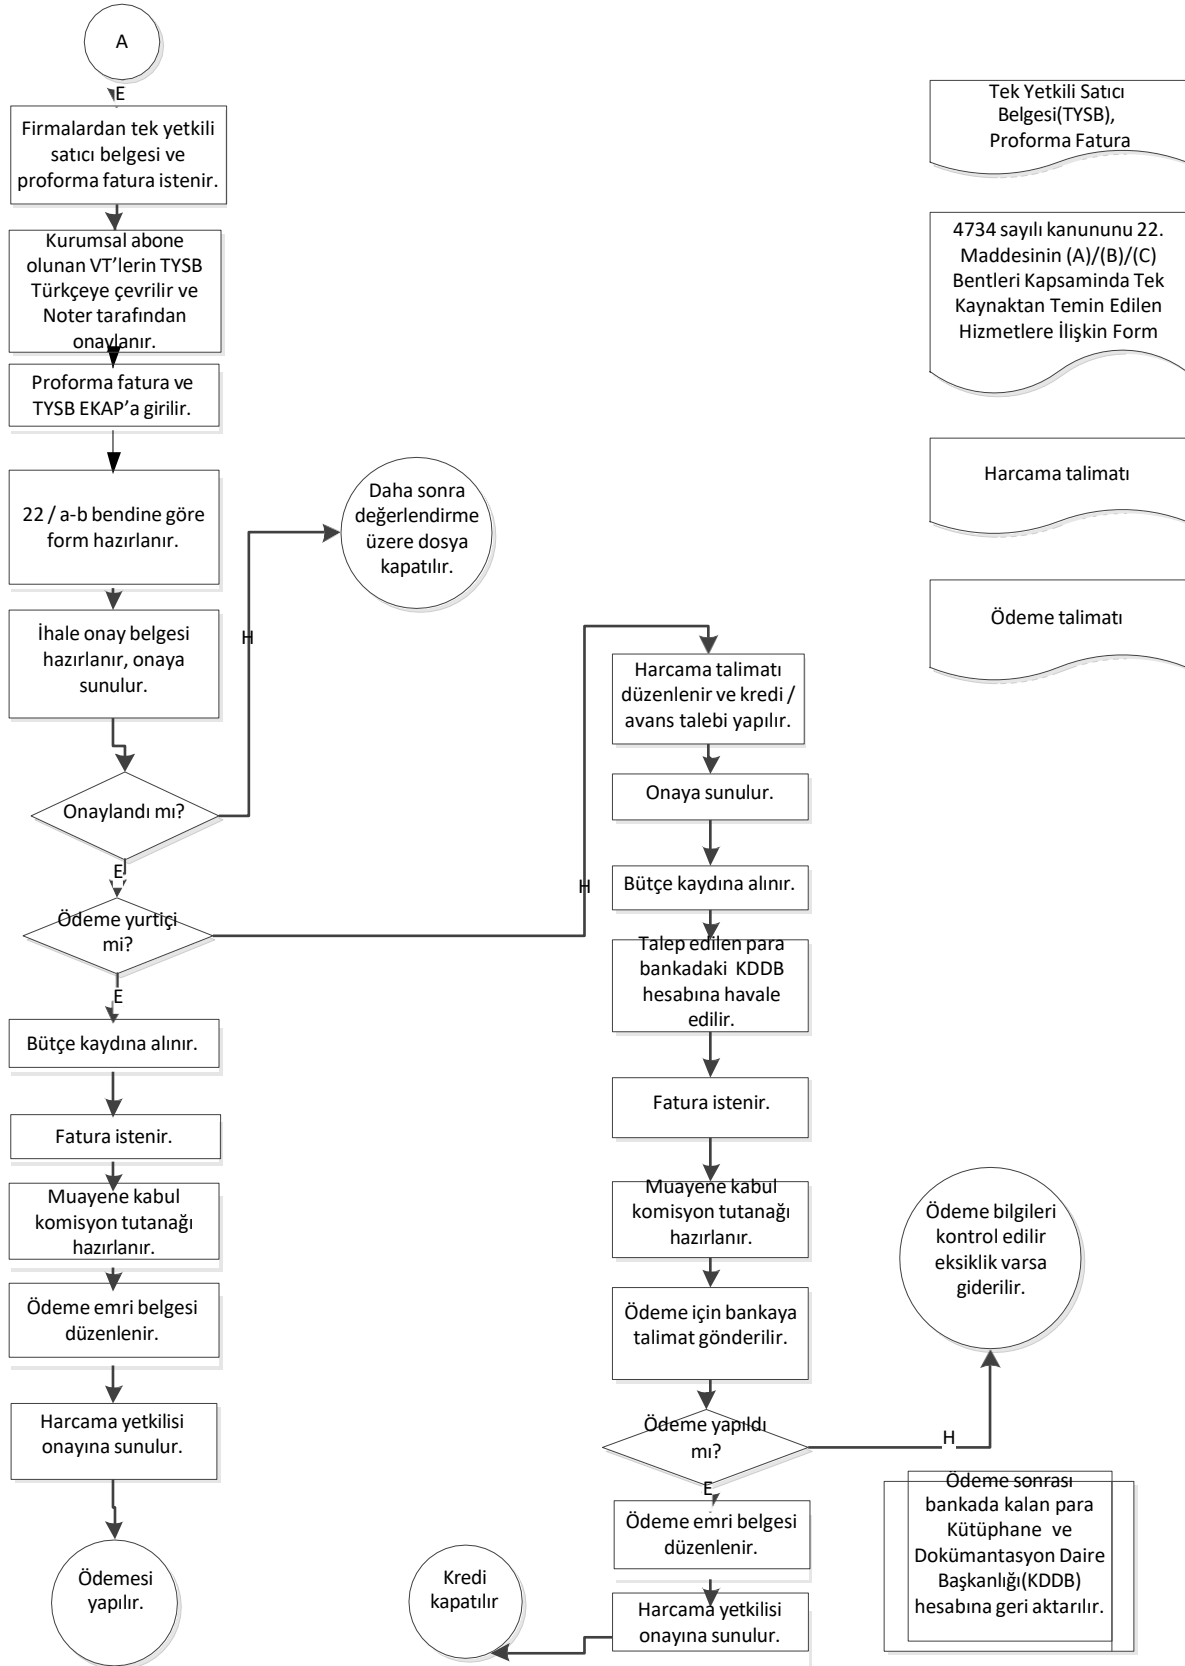 A
E
Firmalardan tek yetkili
satıcı belgesi ve
proforma fatura istenir.
Kurumsal abone
olunan VT’lerin TYSB
Türkçeye çevrilir ve
Noter tarafından
onaylanır.
Proforma fatura ve
TYSB EKAP’a girilir.
22 / a-b bendine göre
form hazırlanır.
İhale onay belgesi
hazırlanır, onaya
sunulur.
Onaylandı mı?
H
Daha sonra
değerlendirme
üzere dosya
kapatılır.
E
Ödeme yurtiçi
mi?
H
E
Bütçe kaydına alınır.
Fatura istenir.
Muayene kabul
komisyon tutanağı
hazırlanır.
Ödeme emri belgesi
düzenlenir.
Harcama yetkilisi
onayına sunulur.
Ödemesi
yapılır.
Harcama talimatı
düzenlenir ve kredi /
avans talebi yapılır.
Onaya sunulur.
Bütçe kaydına alınır.
Talep edilen para
bankadaki KDDB
hesabına havale
edilir.
Fatura istenir.
Muayene kabul
komisyon tutanağı
hazırlanır.
Ödeme için bankaya
talimat gönderilir.
Ödeme yapıldı
mı?
H
Ödeme bilgileri
kontrol edilir
eksiklik varsa
giderilir.
E
Ödeme emri belgesi
düzenlenir.
Harcama yetkilisi
onayına sunulur.
Kredi
kapatılır
Ödeme sonrası
bankada kalan para
Kütüphane ve
Dokümantasyon Daire
Başkanlığı(KDDB)
hesabına geri aktarılır.
Tek Yetkili Satıcı
Belgesi(TYSB),
Proforma Fatura
4734 sayılı kanununu 22.
Maddesinin (A)/(B)/(C)
Bentleri Kapsaminda Tek
Kaynaktan Temin Edilen
Hizmetlere İlişkin Form
Harcama talimatı
Ödeme talimatı